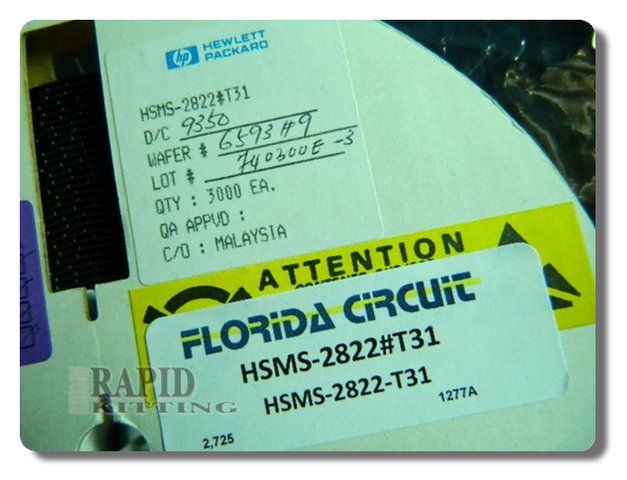 hp HEWLETT
PACKARD
HSMS-2822#T31
D/C 9350
WAFER # 6593#9
LOT # 740300E-3
QTY : 3000 EA.
QA APPVD :
C/O : MALAYSIA
ATTENTION
FLORIDA CIRCUIT
HSMS-2822#T31
HSMS-2822-T31
1277A
2,725
RAPID
KITTING